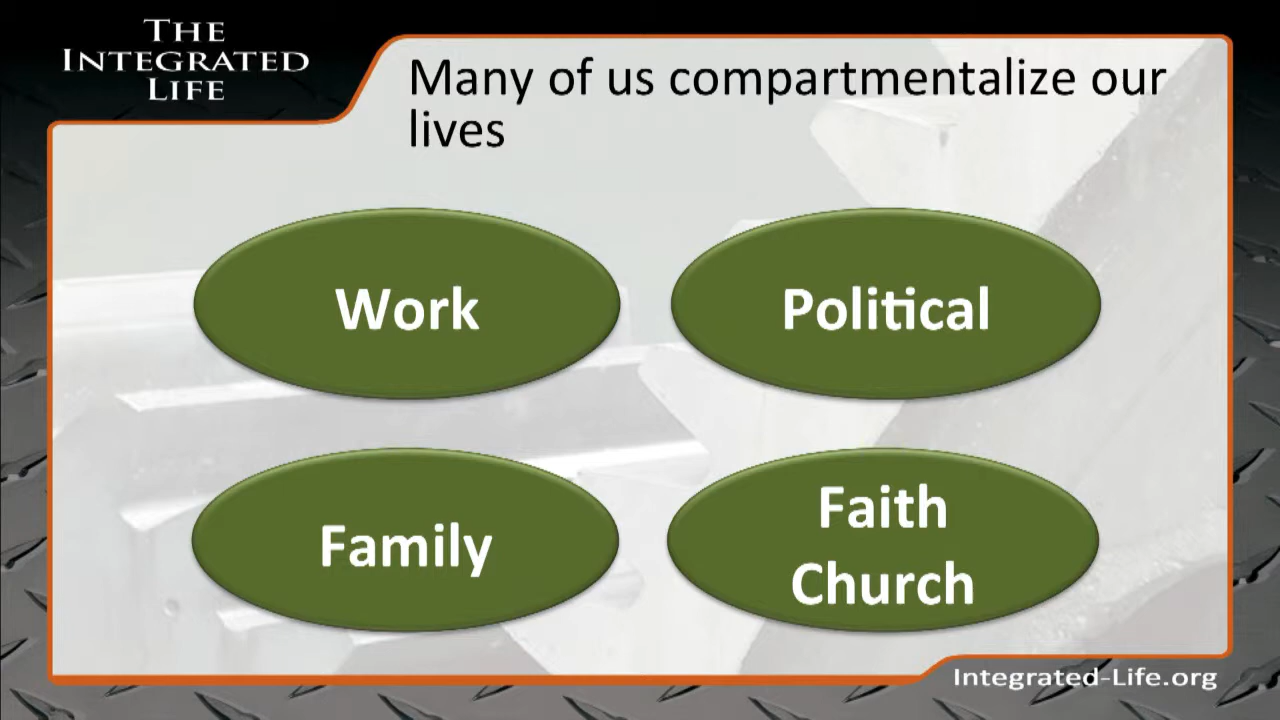 THE
INTEGRATED
LIFE
Many of us compartmentalize our
lives
Work
Political
Family
Faith
Church
Integrated-Life.org